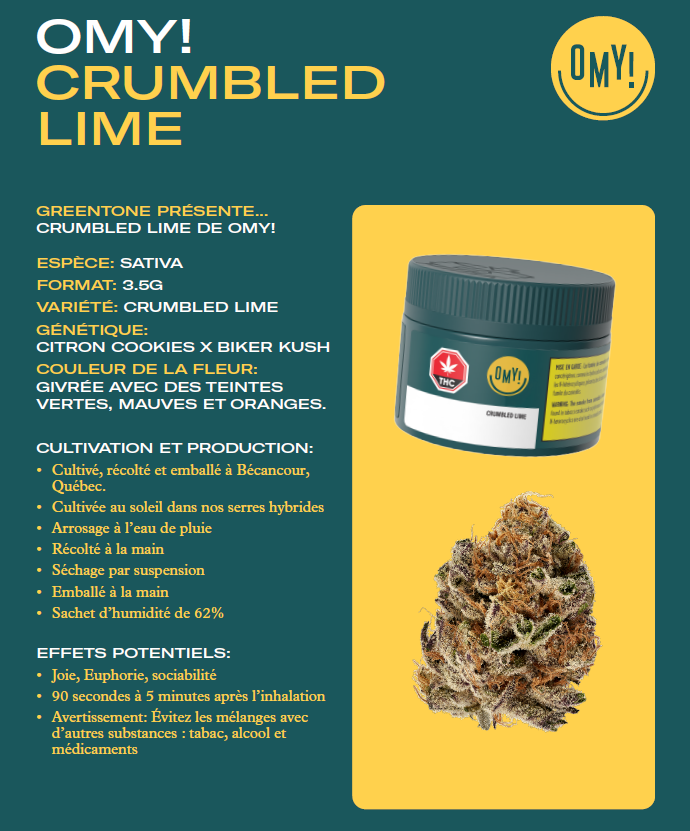 OMY!
CRUMBLED
LIME
OMY!
GREENTONE PRÉSENTE...
CRUMBLED LIME DE OMY!
ESPÈCE: SATIVA
FORMAT: 3.5G
VARIÉTÉ: CRUMBLED LIME
GÉNÉTIQUE:
CITRON COOKIES X BIKER KUSH
COULEUR DE LA FLEUR:
GIVRÉE AVEC DES TEINTES
VERTES, MAUVES ET ORANGES.
CULTIVATION ET PRODUCTION:
• Cultivé, récolté et emballé à Bécancour,
Québec.
• Cultivée au soleil dans nos serres hybrides
• Arrosage à l’eau de pluie
• Récolté à la main
• Séchage par suspension
• Emballé à la main
• Sachet d’humidité de 62%
EFFETS POTENTIELS:
• Joie, Euphorie, sociabilité
• 90 secondes à 5 minutes après l’inhalation
• Avertissement: Évitez les mélanges avec
d’autres substances : tabac, alcool et
médicaments
THC
OMY!
CRUMBLED LIME
MISE EN GARDE:
WARNING: